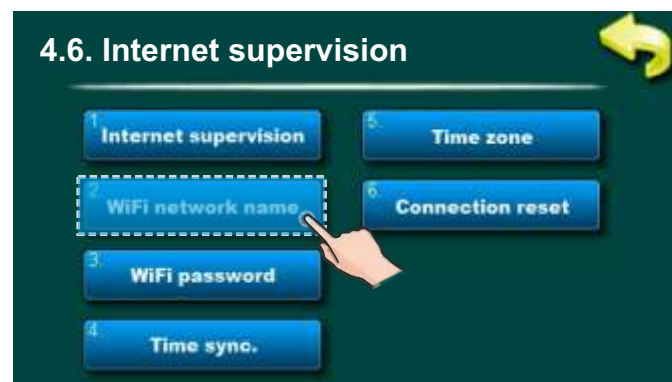 4.6. Internet supervision
1.
Internet supervision
2.
WiFi network name
3.
WiFi password
4.
Time sync.
5.
Time zone
6.
Connection reset